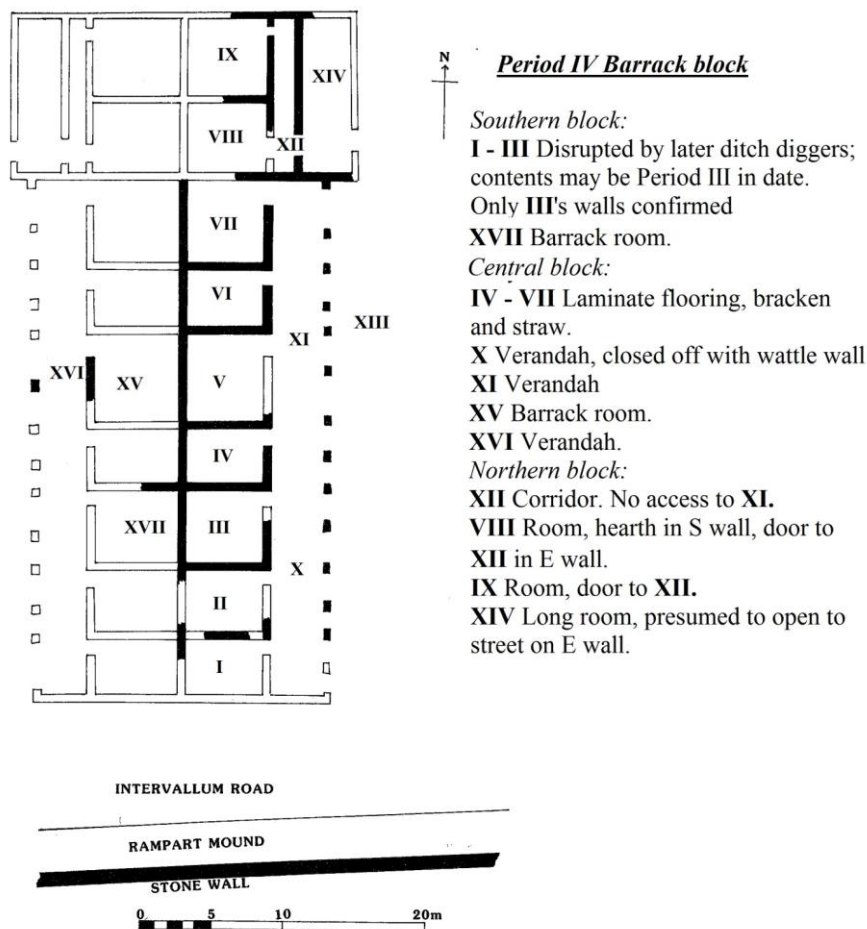 IX
XIV
VIII
XII
VII
VI
XI
XIII
XVI
XV
V
IV
XVII
III
X
II
I
N
Period IV Barrack block
Southern block:
I - III Disrupted by later ditch diggers;
contents may be Period III in date.
Only III's walls confirmed
XVII Barrack room.
Central block:
IV - VII Laminate flooring, bracken
and straw.
X Verandah, closed off with wattle wall
XI Verandah
XV Barrack room.
XVI Verandah.
Northern block:
XII Corridor. No access to XI.
VIII Room, hearth in S wall, door to
XII in E wall.
IX Room, door to XII.
XIV Long room, presumed to open to
street on E wall.
INTERVALLUM ROAD
RAMPART MOUND
STONE WALL
0 5 10 20m